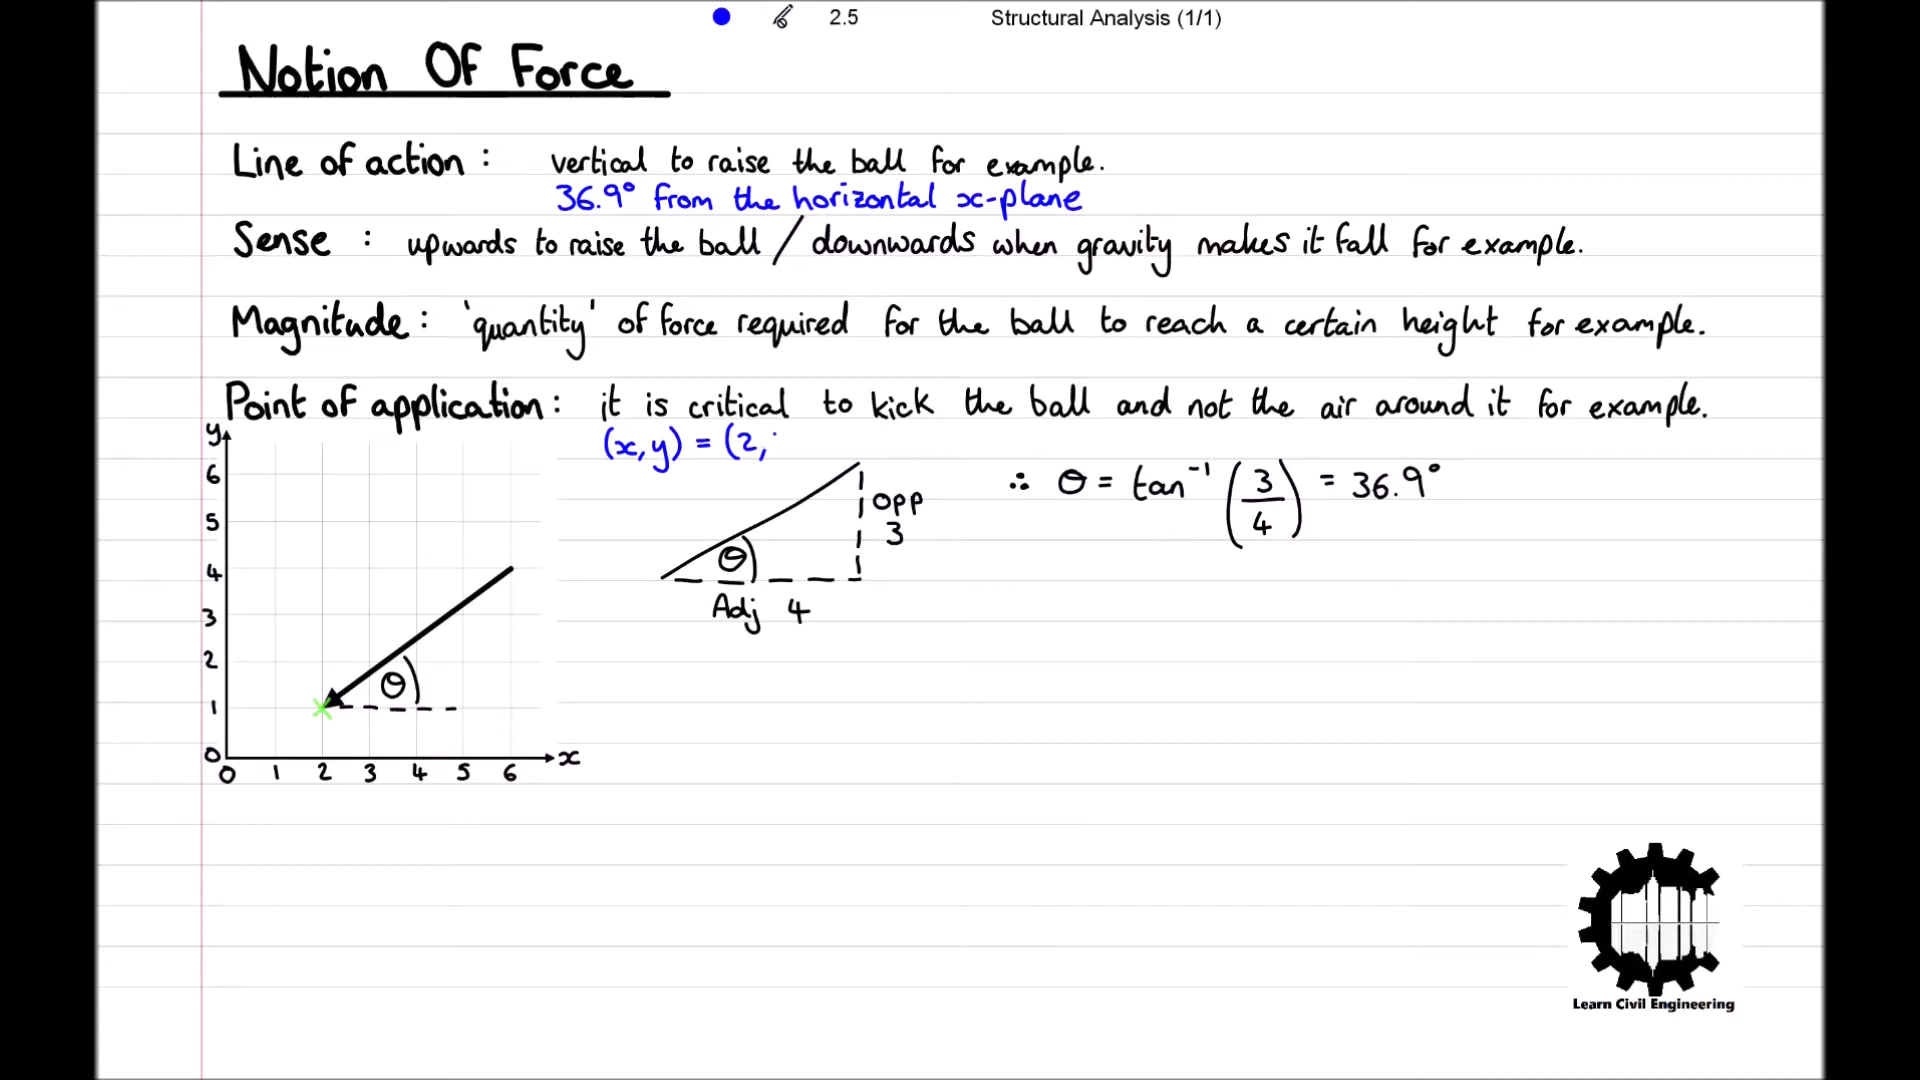 2.5 Structural Analysis (1/1)
Notion Of Force
Line of action : vertical to raise the ball for example.
36.9° from the horizontal x-plane
Sense : upwards to raise the ball / downwards when gravity makes it fall for example.
Magnitude : 'quantity' of force required for the ball to reach a certain height for example.
Point of application : it is critical to kick the ball and not the air around it for example.
(x,y) = (2,
y
6
5
4
3
2
1
0
θ
0 1 2 3 4 5 6
x
θ
Opp
3
Adj 4
∴ θ = tan⁻¹ (3/4) = 36.9°
Learn Civil Engineering